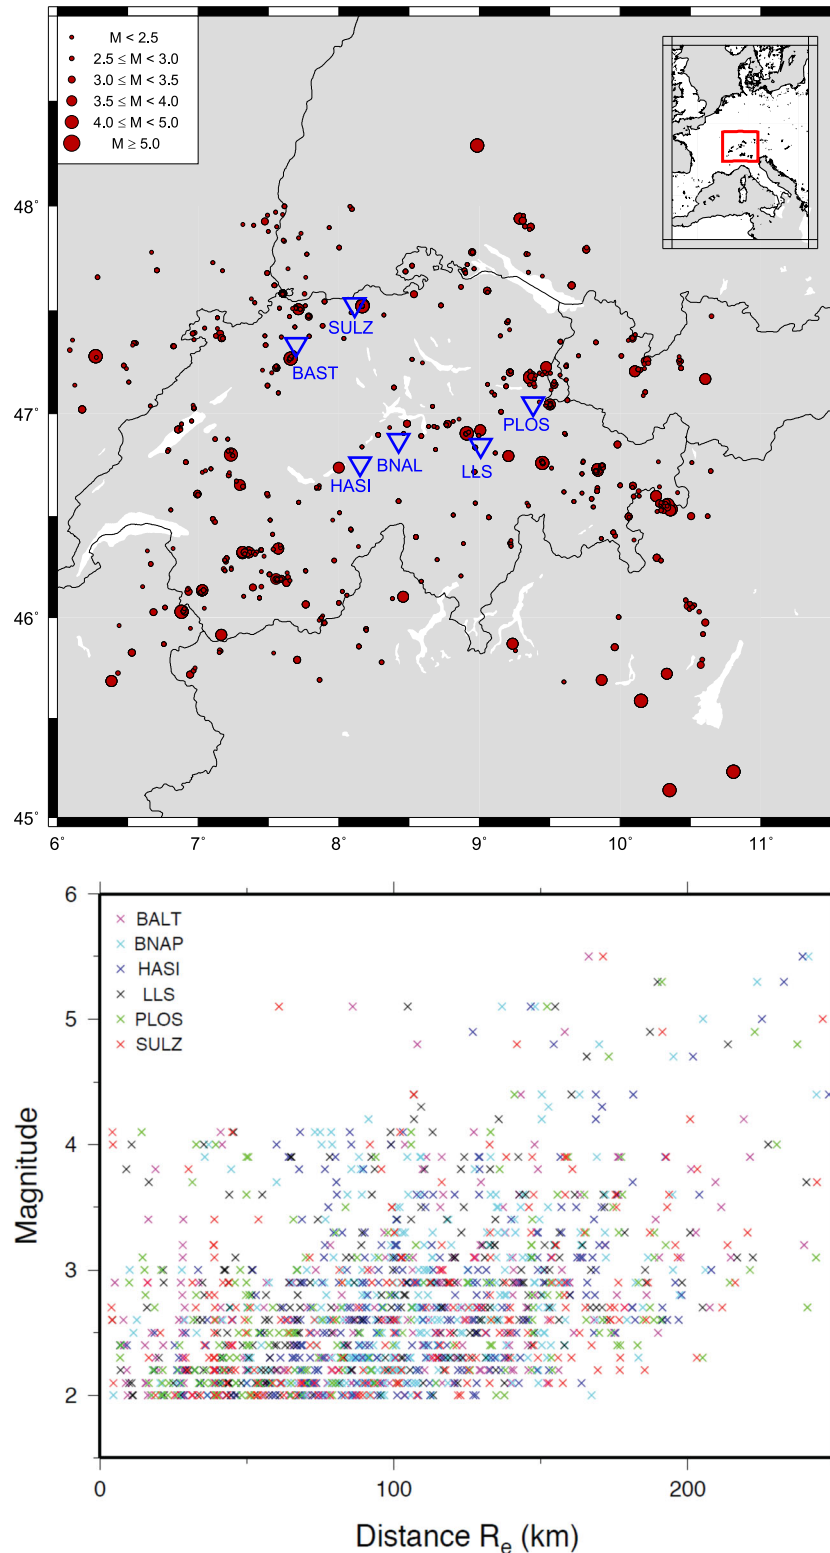 M < 2.5
2.5 ≤ M < 3.0
3.0 ≤ M < 3.5
3.5 ≤ M < 4.0
4.0 ≤ M < 5.0
M ≥ 5.0
48˚
SULZ
BAST
47˚
PLOS
BNAL
LLS
HASI
46˚
45˚
6˚ 7˚ 8˚ 9˚ 10˚ 11˚
6
BALT
BNAP
HASI
LLS
PLOS
SULZ
5
4
Magnitude
3
2
0 100 200
Distance Re (km)